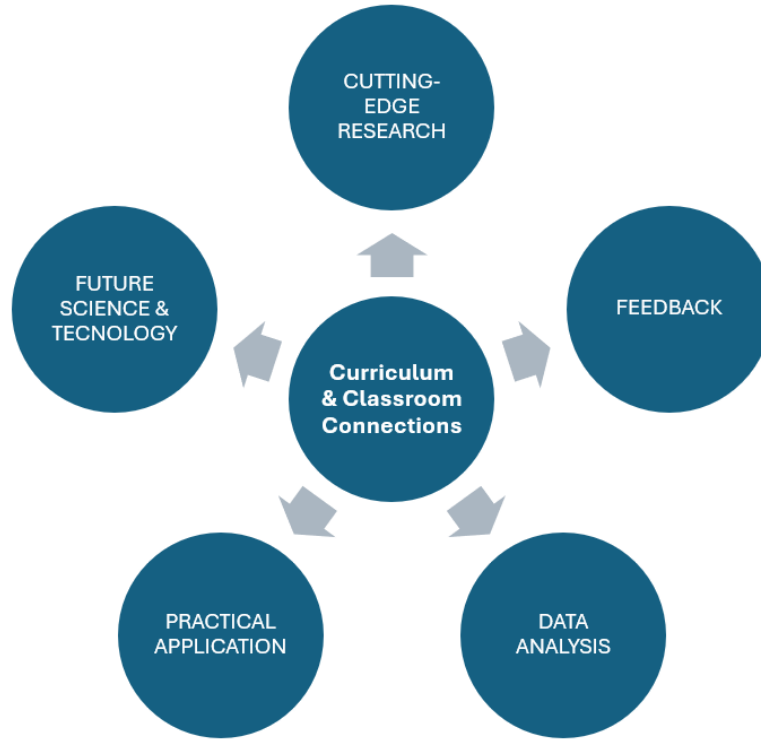 CUTTING-
EDGE
RESEARCH
FUTURE
SCIENCE &
TECNOLOGY
FEEDBACK
Curriculum
& Classroom
Connections
PRACTICAL
APPLICATION
DATA
ANALYSIS